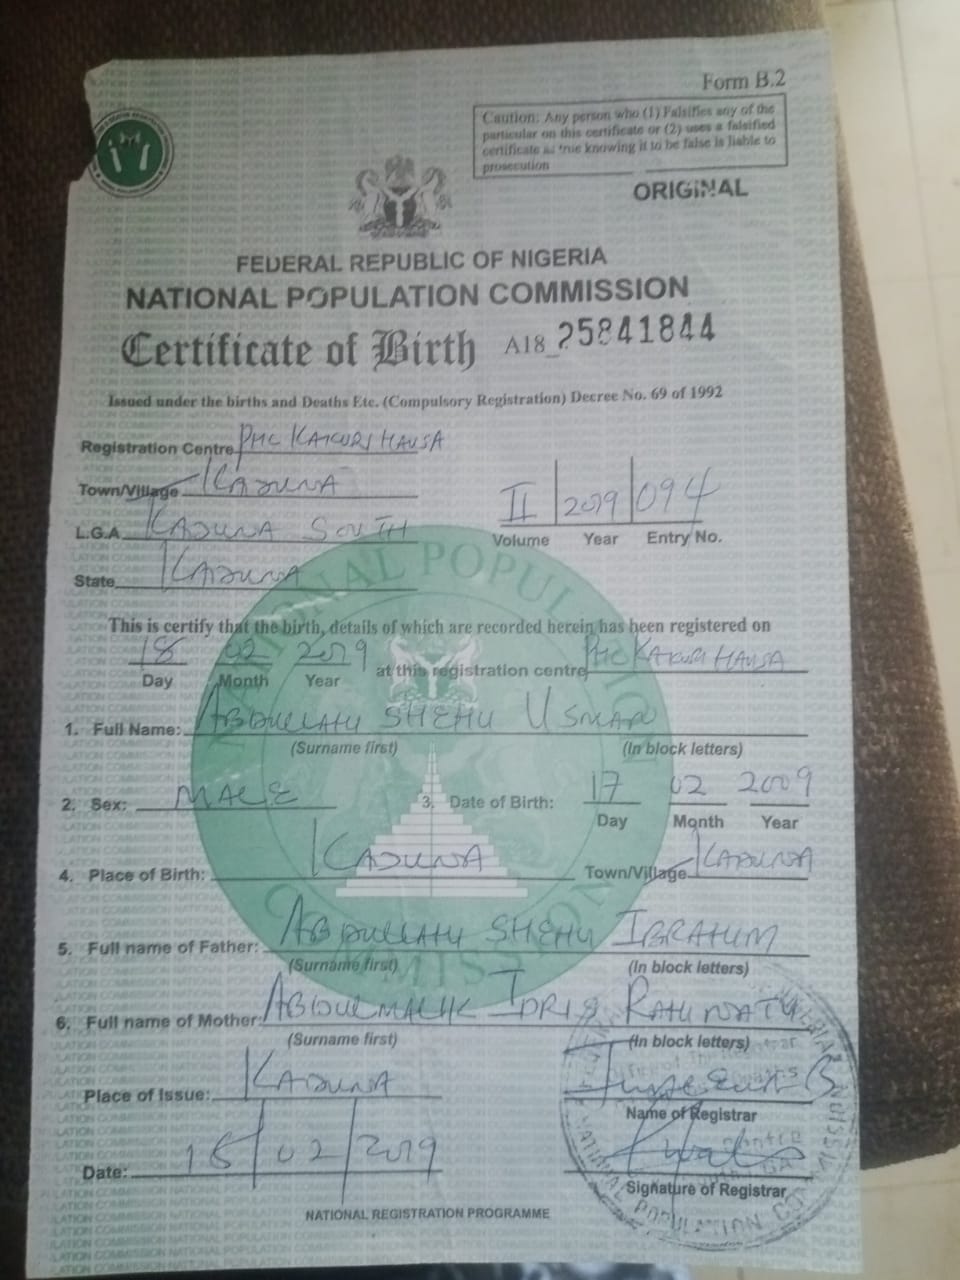 Form B.2
Caution: Any person who (1) Falsifies any of the
particular on this certificate or (2) uses a falsified
certificate as true knowing it to be false is liable to
prosecution
ORIGINAL
FEDERAL REPUBLIC OF NIGERIA
NATIONAL POPULATION COMMISSION
Certificate of Birth A18_25841844
Issued under the births and Deaths Etc. (Compulsory Registration) Decree No. 69 of 1992
Registration Centre PHC KAKURI HAUSA
Town/Village KADUNA
II 2019 094
L.G.A. KADUNA SOUTH
Volume Year Entry No.
State KADUNA
This is certify that the birth, details of which are recorded herein has been registered on
18 02 2019 at this registration centre PHC KAKURI HAUSA
Day Month Year
1. Full Name: ABDULLAHI SHEHU USMAN
(Surname first) (In block letters)
2. Sex: MALE 3. Date of Birth: 17 02 2009
Day Month Year
4. Place of Birth: KADUNA Town/Village KADUNA
5. Full name of Father: ABDULLAHI SHEHU IBRAHIM
(Surname first) (In block letters)
6. Full name of Mother: ABDULMALIK IDRIS
(Surname first) (In block letters)
Place of Issue: KADUNA
Name of Registrar
Date: 18/02/2019
Signature of Registrar
NATIONAL REGISTRATION PROGRAMME
NATIONAL POPULATION COMMISSION